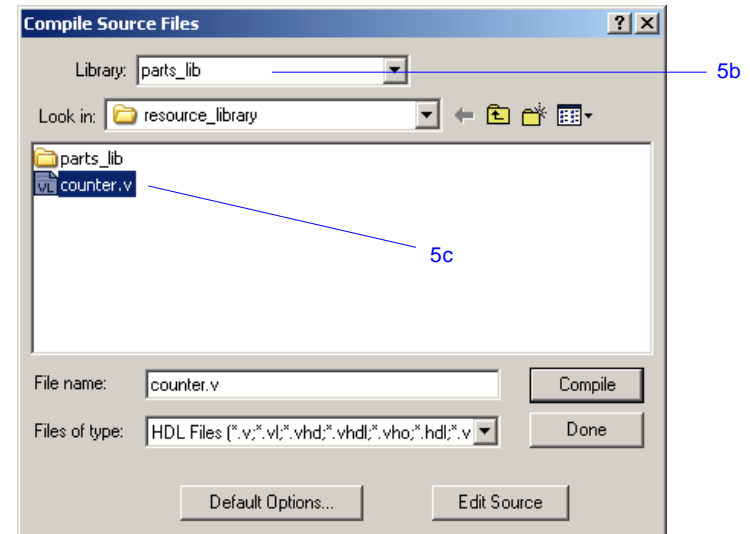 Compile Source Files
Library: parts_lib
5b
Look in: resource_library
parts_lib
counter.v
5c
File name: counter.v
Compile
Files of type: HDL Files (*.v;*.vl;*.vhd;*.vhdl;*.vho;*.hdl;*.v
Done
Default Options...
Edit Source